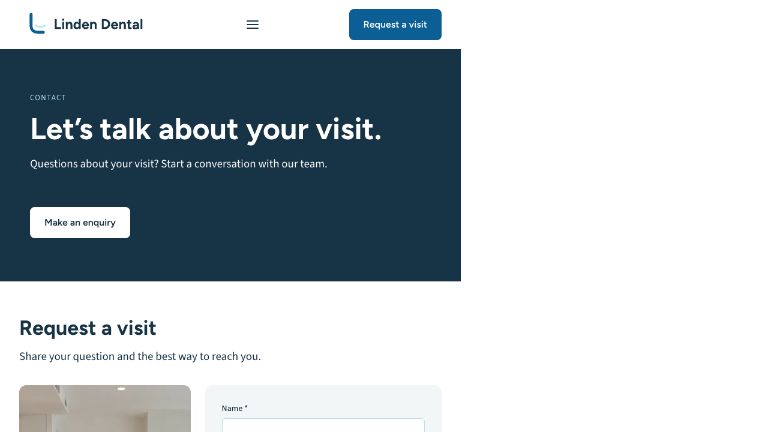 Linden Dental
Request a visit
CONTACT
Let’s talk about your visit.
Questions about your visit? Start a conversation with our team.
Make an enquiry
Request a visit
Share your question and the best way to reach you.
Name *